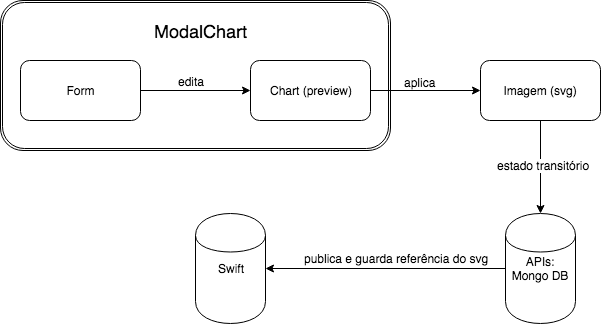 ModalChart
Form
edita
Chart (preview)
aplica
Imagem (svg)
estado transitório
Swift
publica e guarda referência do svg
APIs:
Mongo DB